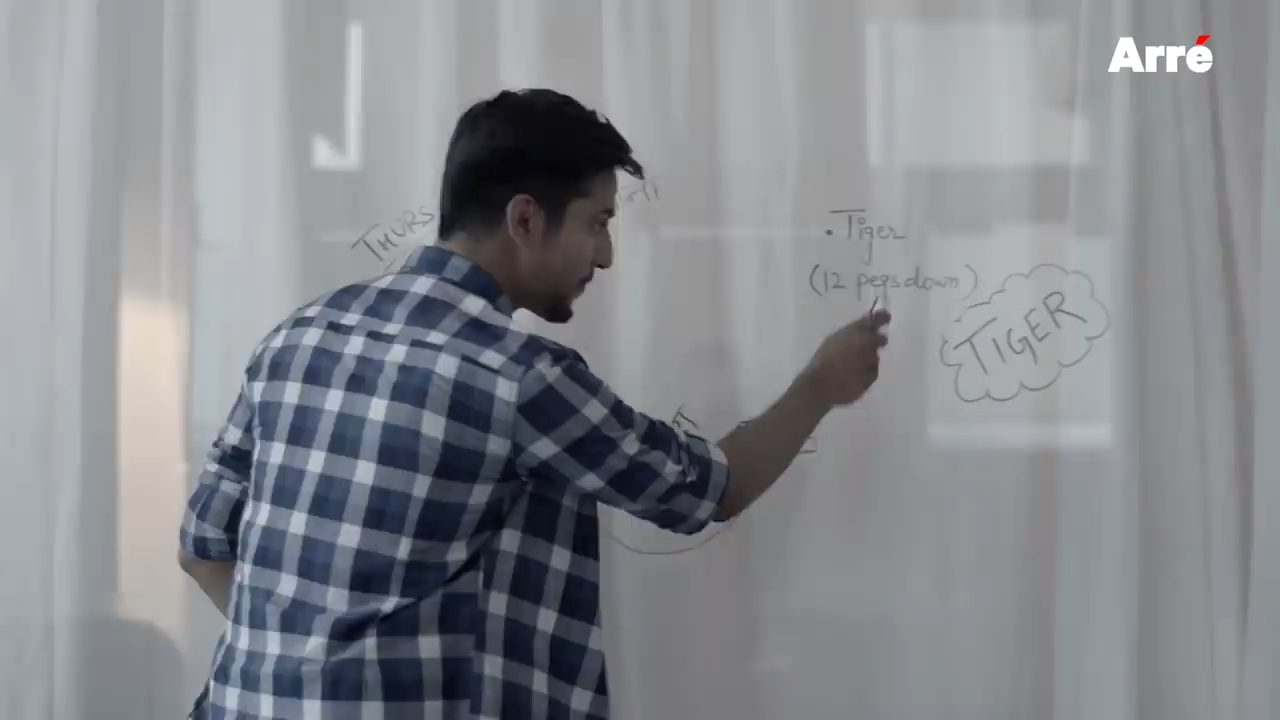 Arré
THURS
• Tiger
(12 pegs down)
TIGER